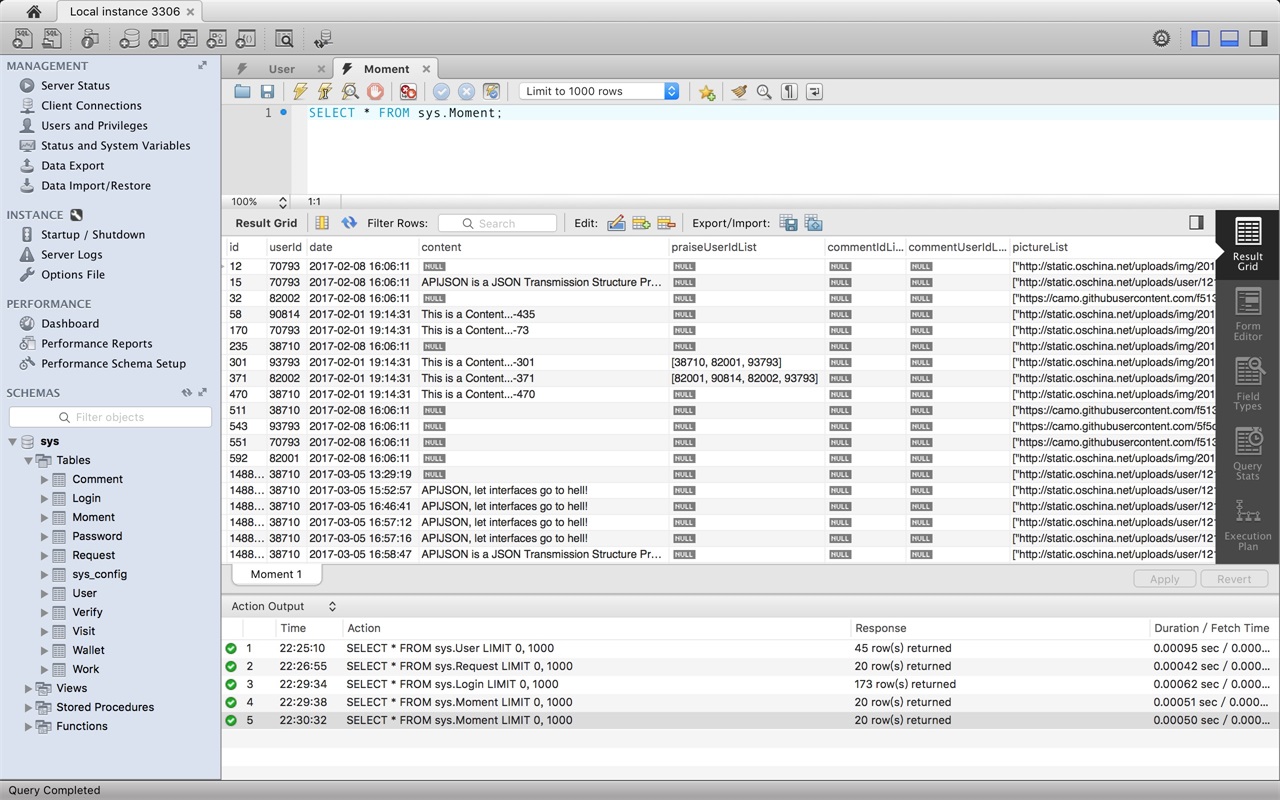 Local instance 3306
MANAGEMENT
Server Status
Client Connections
Users and Privileges
Status and System Variables
Data Export
Data Import/Restore
INSTANCE
Startup / Shutdown
Server Logs
Options File
PERFORMANCE
Dashboard
Performance Reports
Performance Schema Setup
SCHEMAS
Filter objects
sys
Tables
Comment
Login
Moment
Password
Request
sys_config
User
Verify
Visit
Wallet
Work
Views
Stored Procedures
Functions
User Moment
Limit to 1000 rows
1 SELECT * FROM sys.Moment;
100% 1:1
Result Grid Filter Rows: Search Edit: Export/Import:
id userId date content praiseUserIdList commentIdLi... commentUserIdL... pictureList
12 70793 2017-02-08 16:06:11 NULL NULL NULL NULL ["http://static.oschina.net/uploads/img/201
15 70793 2017-02-08 16:06:11 APIJSON is a JSON Transmission Structure Pr... NULL NULL NULL ["http://static.oschina.net/uploads/user/121
32 82002 2017-02-08 16:06:11 NULL NULL NULL NULL ["https://camo.githubusercontent.com/f513
58 90814 2017-02-01 19:14:31 This is a Content...-435 NULL NULL NULL ["http://static.oschina.net/uploads/img/201
170 70793 2017-02-01 19:14:31 This is a Content...-73 NULL NULL NULL ["http://static.oschina.net/uploads/img/201
235 38710 2017-02-08 16:06:11 NULL NULL NULL NULL ["http://static.oschina.net/uploads/img/201
301 93793 2017-02-01 19:14:31 This is a Content...-301 [38710, 82001, 93793] NULL NULL ["http://static.oschina.net/uploads/img/201
371 82002 2017-02-01 19:14:31 This is a Content...-371 [82001, 90814, 82002, 93793] NULL NULL ["http://static.oschina.net/uploads/img/201
470 38710 2017-02-01 19:14:31 This is a Content...-470 NULL NULL NULL ["http://static.oschina.net/uploads/img/201
511 38710 2017-02-08 16:06:11 NULL NULL NULL NULL ["https://camo.githubusercontent.com/f513
543 93793 2017-02-08 16:06:11 NULL NULL NULL NULL ["https://camo.githubusercontent.com/5f5c
551 70793 2017-02-08 16:06:11 NULL NULL NULL NULL ["https://camo.githubusercontent.com/f513
592 82001 2017-02-08 16:06:11 NULL NULL NULL NULL ["http://static.oschina.net/uploads/img/201
1488... 38710 2017-03-05 13:29:19 NULL NULL NULL NULL ["http://static.oschina.net/uploads/user/121
1488... 38710 2017-03-05 15:52:57 APIJSON, let interfaces go to hell! NULL NULL NULL ["http://static.oschina.net/uploads/user/121
1488... 38710 2017-03-05 16:46:41 APIJSON, let interfaces go to hell! NULL NULL NULL ["http://static.oschina.net/uploads/user/121
1488... 38710 2017-03-05 16:57:12 APIJSON, let interfaces go to hell! NULL NULL NULL ["http://static.oschina.net/uploads/user/121
1488... 38710 2017-03-05 16:57:16 APIJSON, let interfaces go to hell! NULL NULL NULL ["http://static.oschina.net/uploads/user/121
1488... 38710 2017-03-05 16:58:47 APIJSON is a JSON Transmission Structure Pr... NULL NULL NULL ["http://static.oschina.net/uploads/user/121
Result
Grid
Form
Editor
Field
Types
Query
Stats
Execution
Plan
Moment 1 Apply Revert
Action Output
Time Action Response Duration / Fetch Time
1 22:25:10 SELECT * FROM sys.User LIMIT 0, 1000 45 row(s) returned 0.00095 sec / 0.000...
2 22:26:55 SELECT * FROM sys.Request LIMIT 0, 1000 20 row(s) returned 0.00042 sec / 0.000...
3 22:29:34 SELECT * FROM sys.Login LIMIT 0, 1000 173 row(s) returned 0.00062 sec / 0.000...
4 22:29:38 SELECT * FROM sys.Moment LIMIT 0, 1000 20 row(s) returned 0.00051 sec / 0.000...
5 22:30:32 SELECT * FROM sys.Moment LIMIT 0, 1000 20 row(s) returned 0.00050 sec / 0.000...
Query Completed